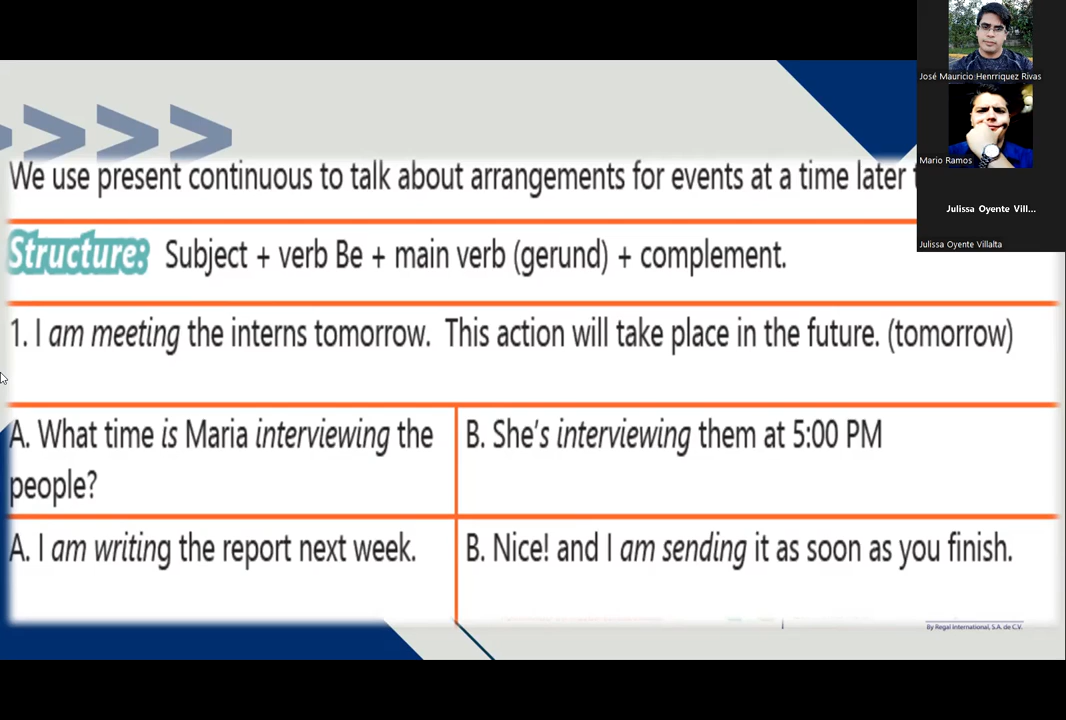 José Mauricio Henrriquez Rivas
Mario Ramos
Julissa Oyente Vill...
Julissa Oyente Villalta
We use present continuous to talk about arrangements for events at a time later
Structure: Subject + verb Be + main verb (gerund) + complement.
1. I am meeting the interns tomorrow. This action will take place in the future. (tomorrow)
A. What time is Maria interviewing the
people?
B. She's interviewing them at 5:00 PM
A. I am writing the report next week.
B. Nice! and I am sending it as soon as you finish.
By Regal International, S.A. de C.V.